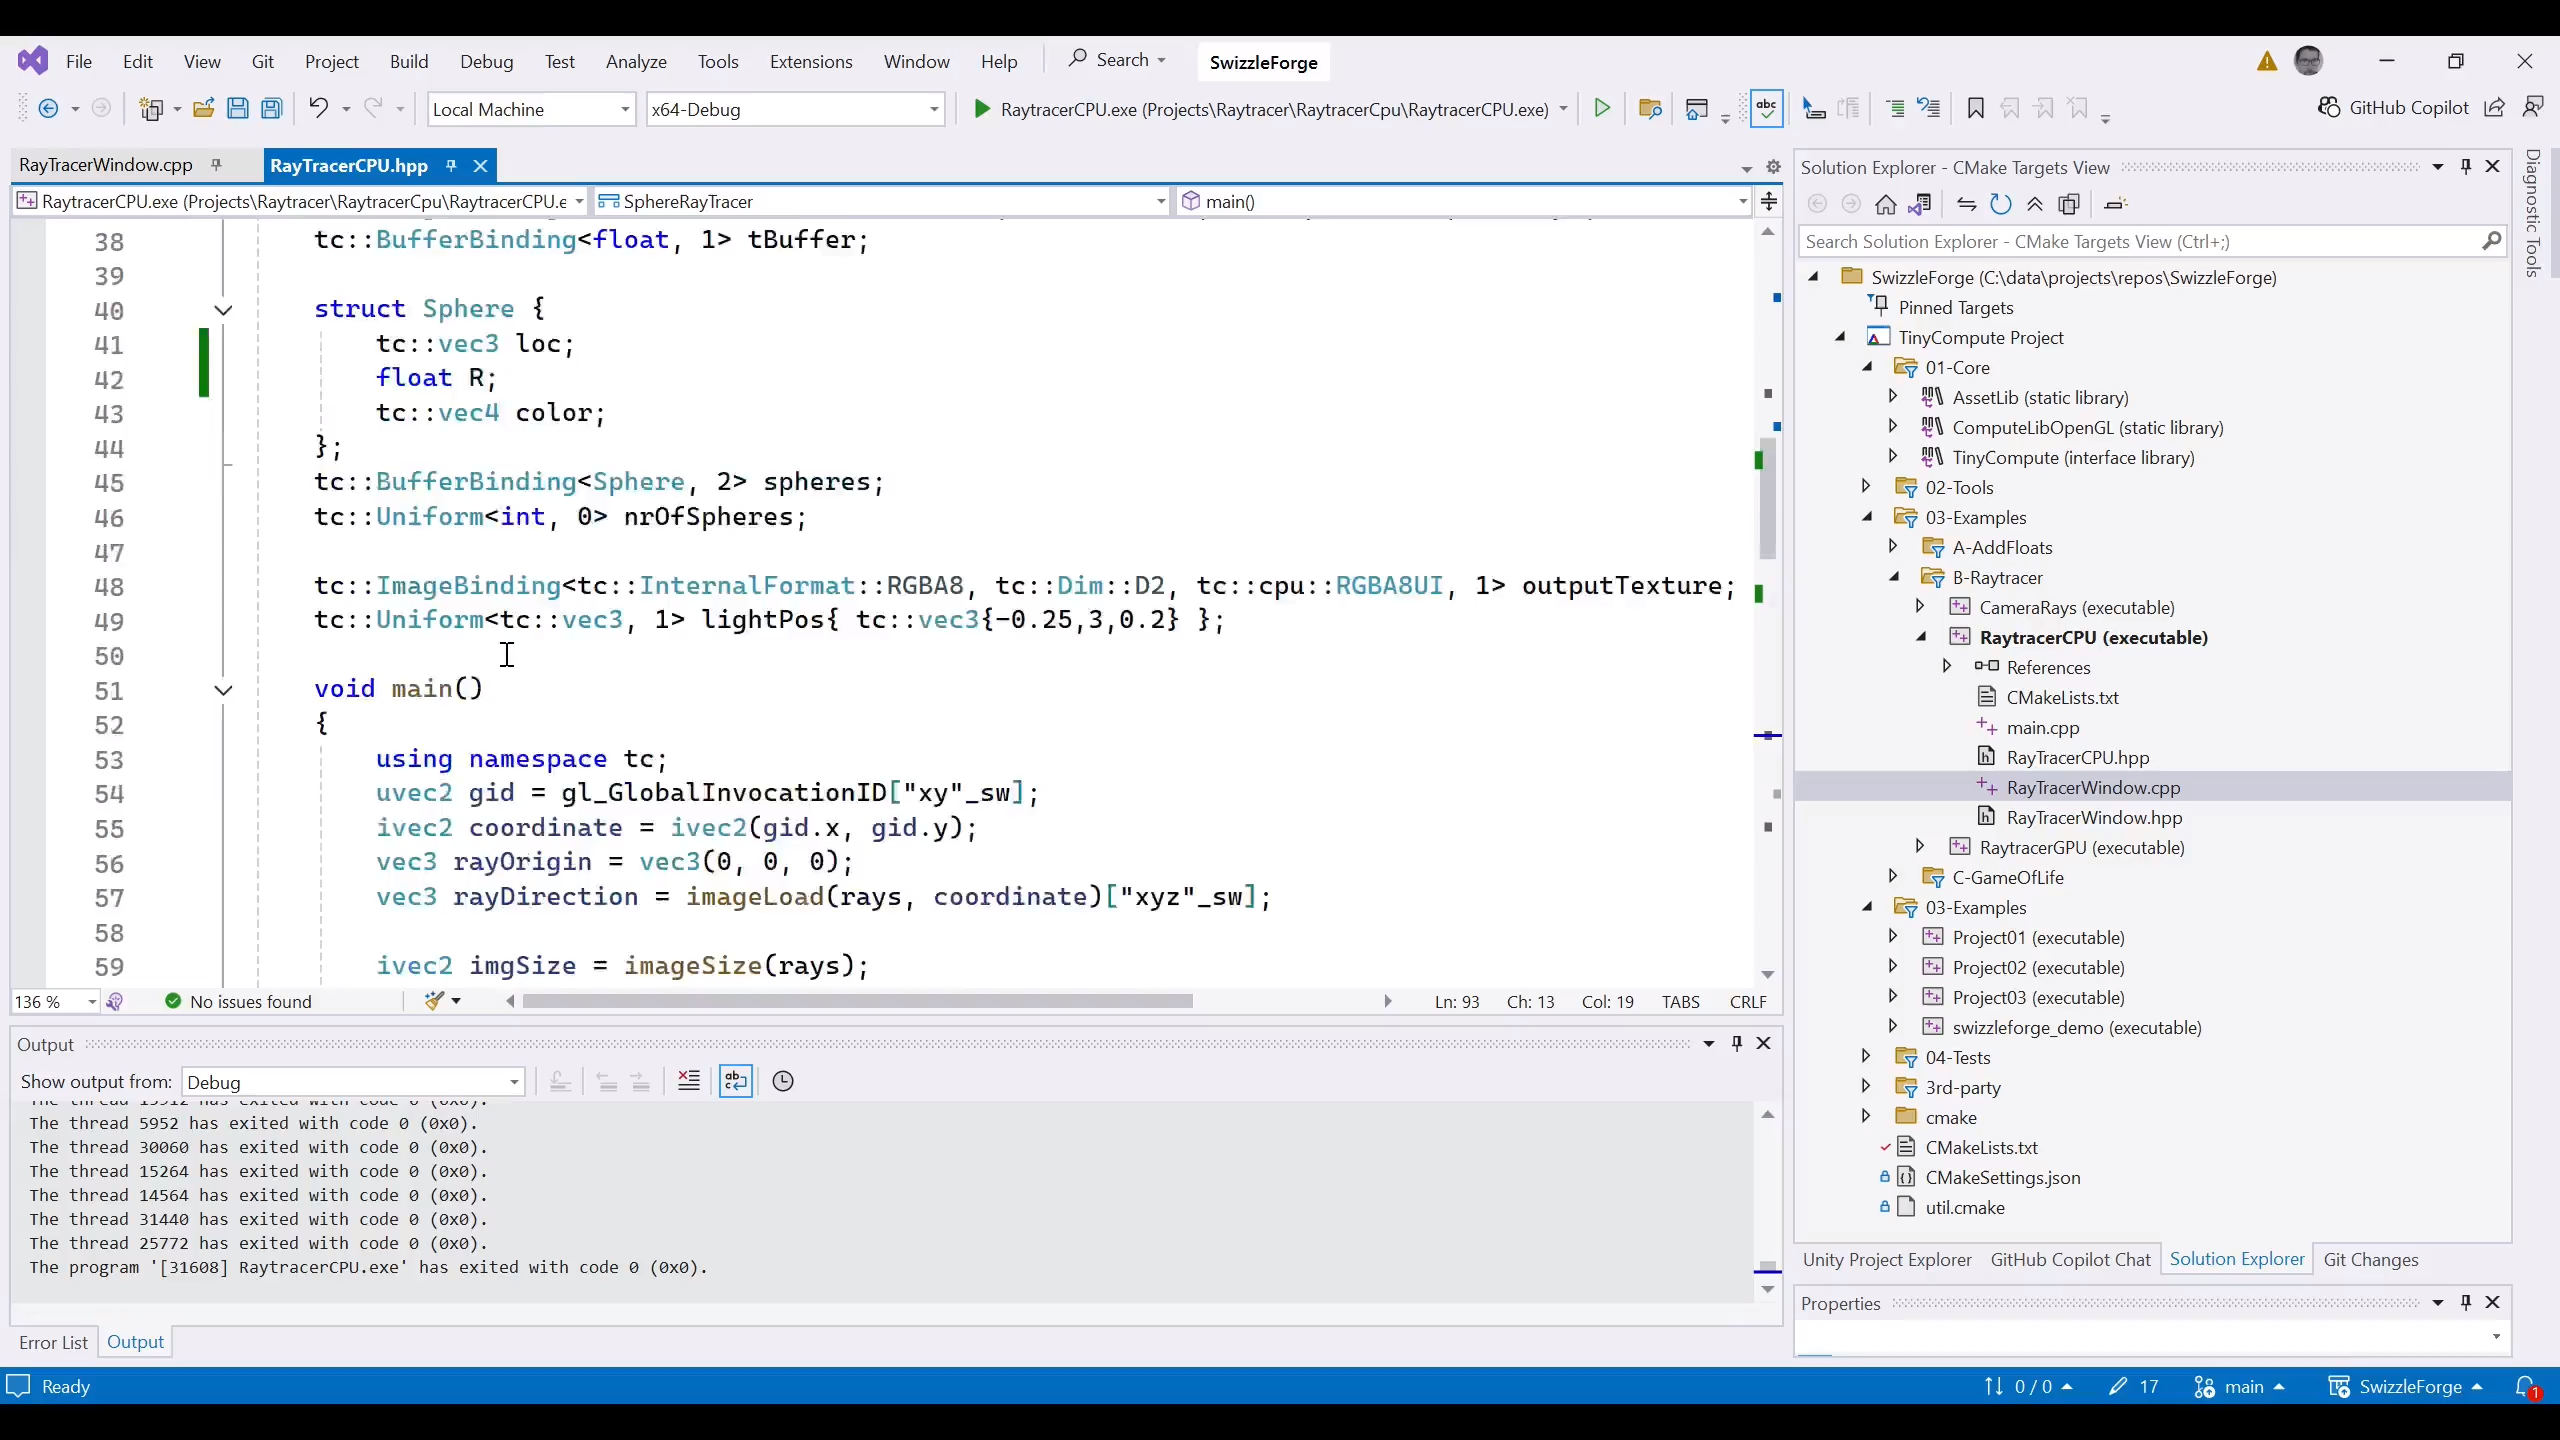 File Edit View Git Project Build Debug Test Analyze Tools Extensions Window Help Search SwizzleForge
Local Machine x64-Debug RaytracerCPU.exe (Projects\Raytracer\RaytracerCpu\RaytracerCPU.exe) abc GitHub Copilot
RayTracerWindow.cpp RayTracerCPU.hpp
RaytracerCPU.exe (Projects\Raytracer\RaytracerCpu\RaytracerCPU.e SphereRayTracer main()
38 tc::BufferBinding<float, 1> tBuffer;
39
40 struct Sphere {
41 tc::vec3 loc;
42 float R;
43 tc::vec4 color;
44 };
45 tc::BufferBinding<Sphere, 2> spheres;
46 tc::Uniform<int, 0> nrOfSpheres;
47
48 tc::ImageBinding<tc::InternalFormat::RGBA8, tc::Dim::D2, tc::cpu::RGBA8UI, 1> outputTexture;
49 tc::Uniform<tc::vec3, 1> lightPos{ tc::vec3{-0.25,3,0.2} };
50
51 void main()
52 {
53 using namespace tc;
54 uvec2 gid = gl_GlobalInvocationID["xy"_sw];
55 ivec2 coordinate = ivec2(gid.x, gid.y);
56 vec3 rayOrigin = vec3(0, 0, 0);
57 vec3 rayDirection = imageLoad(rays, coordinate)["xyz"_sw];
58
59 ivec2 imgSize = imageSize(rays);
136 % No issues found Ln: 93 Ch: 13 Col: 19 TABS CRLF
Output
Show output from: Debug
The thread 5952 has exited with code 0 (0x0).
The thread 30060 has exited with code 0 (0x0).
The thread 15264 has exited with code 0 (0x0).
The thread 14564 has exited with code 0 (0x0).
The thread 31440 has exited with code 0 (0x0).
The thread 25772 has exited with code 0 (0x0).
The program '[31608] RaytracerCPU.exe' has exited with code 0 (0x0).
Error List Output
Solution Explorer - CMake Targets View
Search Solution Explorer - CMake Targets View (Ctrl+;)
SwizzleForge (C:\data\projects\repos\SwizzleForge)
Pinned Targets
TinyCompute Project
01-Core
AssetLib (static library)
ComputeLibOpenGL (static library)
TinyCompute (interface library)
02-Tools
03-Examples
A-AddFloats
B-Raytracer
CameraRays (executable)
RaytracerCPU (executable)
References
CMakeLists.txt
main.cpp
RayTracerCPU.hpp
RayTracerWindow.cpp
RayTracerWindow.hpp
RaytracerGPU (executable)
C-GameOfLife
03-Examples
Project01 (executable)
Project02 (executable)
Project03 (executable)
swizzleforge_demo (executable)
04-Tests
3rd-party
cmake
CMakeLists.txt
CMakeSettings.json
util.cmake
Unity Project Explorer GitHub Copilot Chat Solution Explorer Git Changes
Properties
Diagnostic Tools
Ready 0 / 0 17 main SwizzleForge 1